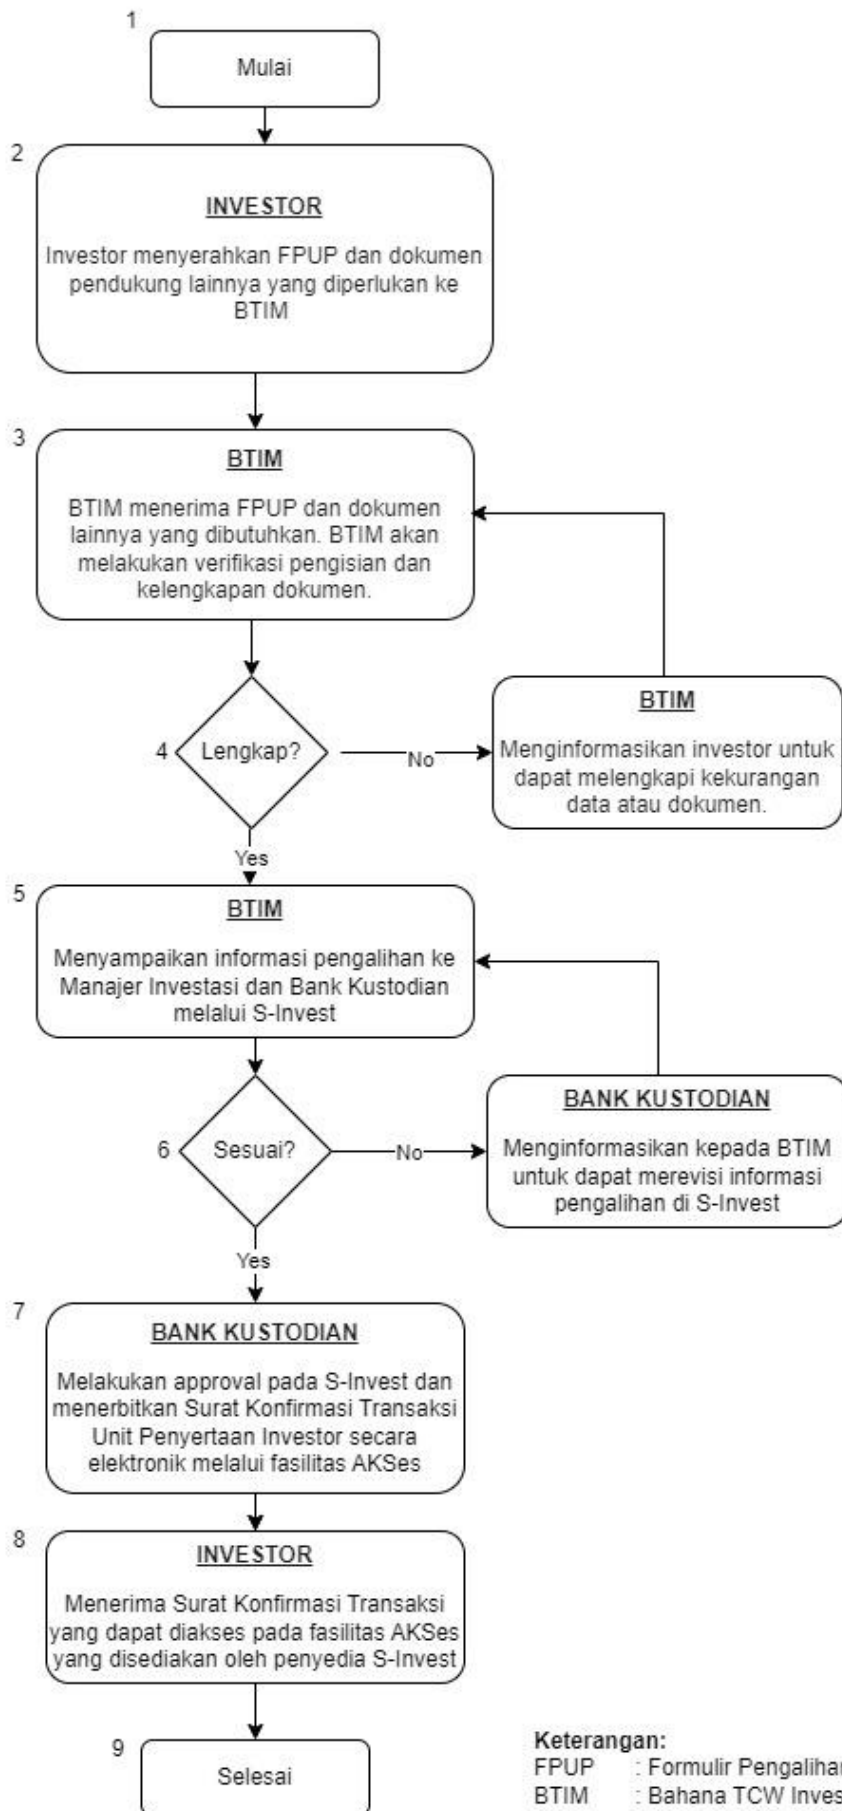 1
Mulai
2
INVESTOR
Investor menyerahkan FPUP dan dokumen
pendukung lainnya yang diperlukan ke
BTIM
3
BTIM
BTIM menerima FPUP dan dokumen
lainnya yang dibutuhkan. BTIM akan
melakukan verifikasi pengisian dan
kelengkapan dokumen.
4
Lengkap?
No
BTIM
Menginformasikan investor untuk
dapat melengkapi kekurangan
data atau dokumen.
Yes
5
BTIM
Menyampaikan informasi pengalihan ke
Manajer Investasi dan Bank Kustodian
melalui S-Invest
6
Sesuai?
No
BANK KUSTODIAN
Menginformasikan kepada BTIM
untuk dapat merevisi informasi
pengalihan di S-Invest
Yes
7
BANK KUSTODIAN
Melakukan approval pada S-Invest dan
menerbitkan Surat Konfirmasi Transaksi
Unit Penyertaan Investor secara
elektronik melalui fasilitas AKSes
8
INVESTOR
Menerima Surat Konfirmasi Transaksi
yang dapat diakses pada fasilitas AKSes
yang disediakan oleh penyedia S-Invest
9
Selesai
Keterangan:
FPUP : Formulir Pengalihan
BTIM : Bahana TCW Inves